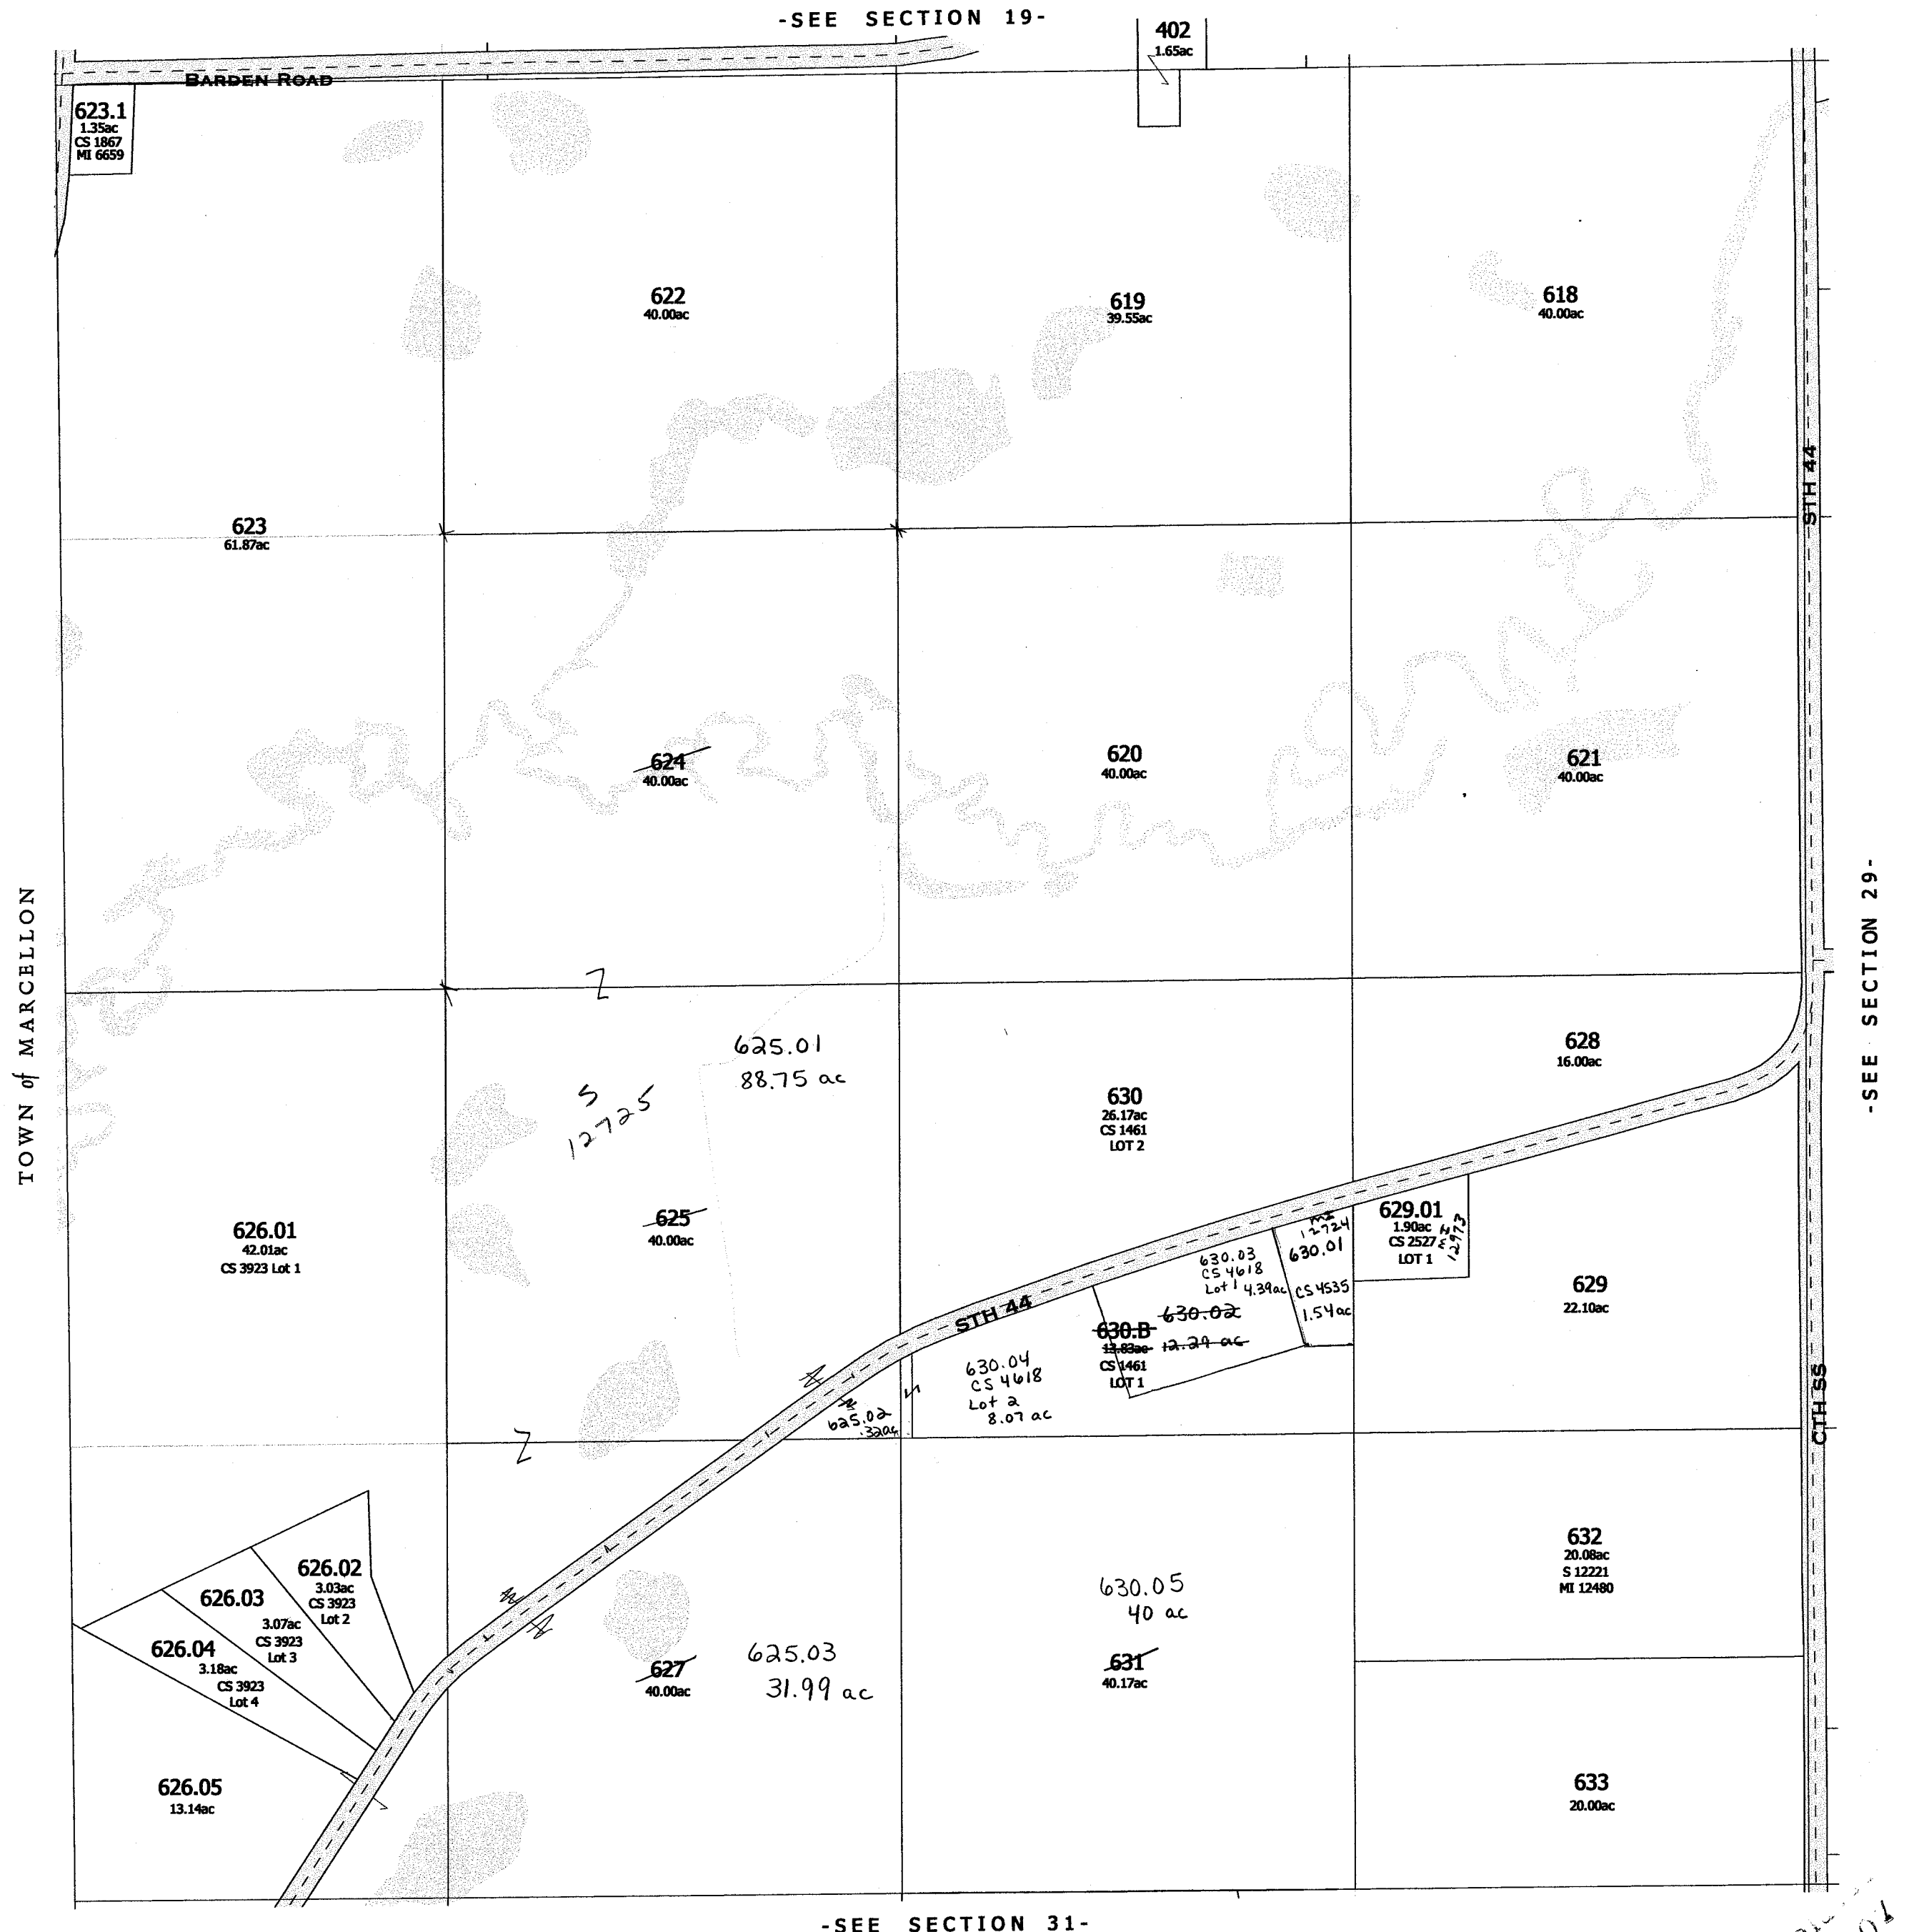 -SEE SECTION 19-
402
1.65ac
BARDEN ROAD
623.1
1.35ac
CS 1867
MI 6659
622
40.00ac
619
39.55ac
618
40.00ac
STH 44
623
61.87ac
624
40.00ac
620
40.00ac
621
40.00ac
TOWN of MARCELLON
-SEE SECTION 29-
625.01
88.75 ac
S
12725
628
16.00ac
630
26.17ac
CS 1461
LOT 2
626.01
42.01ac
CS 3923 Lot 1
625
40.00ac
MI
12724
630.01
CS 4535
1.54ac
629.01
1.90ac
CS 2527
LOT 1
MI
12973
630.03
CS 4618
Lot 1 4.39ac
629
22.10ac
STH 44
630.02
12.29 ac
630.B
13.83ac
CS 1461
LOT 1
630.04
CS 4618
Lot 2
8.07 ac
625.02
.32ac
CTH SS
626.02
3.03ac
CS 3923
Lot 2
626.03
3.07ac
CS 3923
Lot 3
626.04
3.18ac
CS 3923
Lot 4
632
20.08ac
S 12221
MI 12480
630.05
40 ac
631
40.17ac
625.03
31.99 ac
627
40.00ac
626.05
13.14ac
633
20.00ac
-SEE SECTION 31-